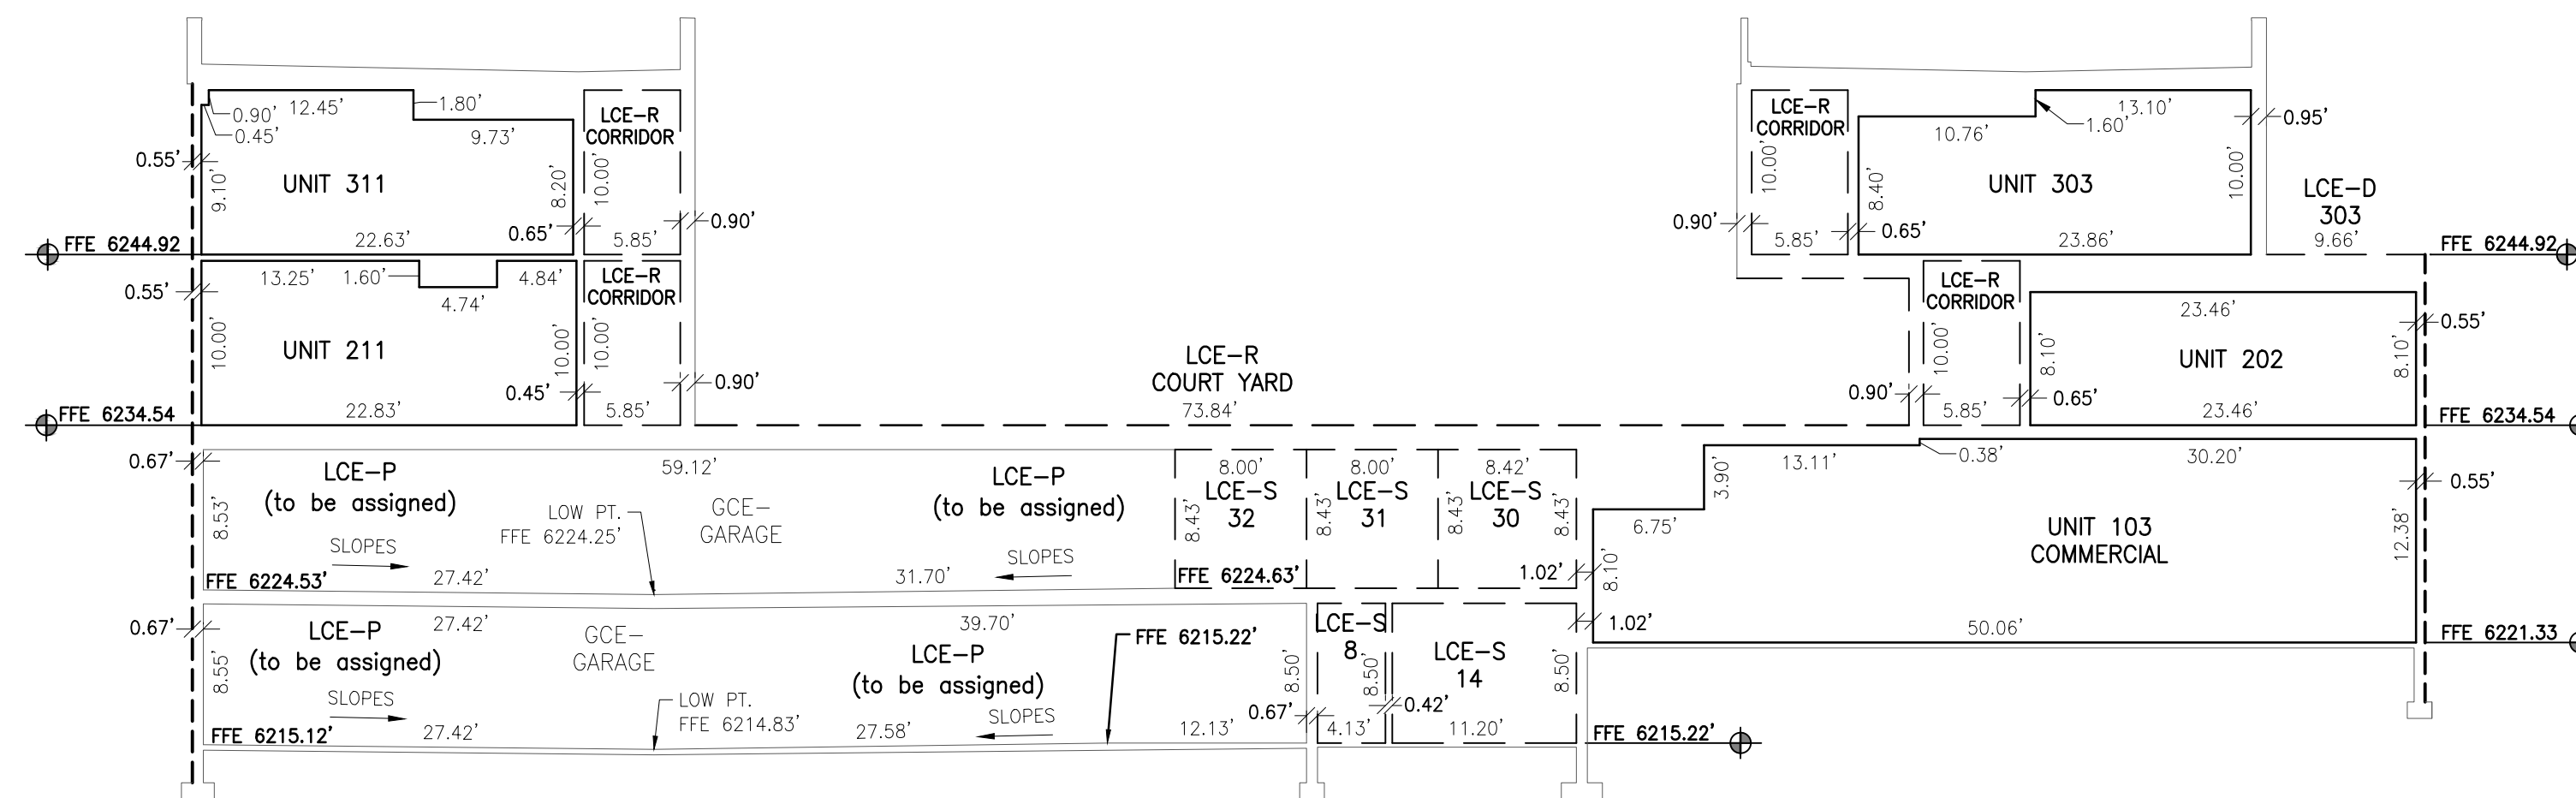 12.45'
1.80'
0.90'
0.45'
9.73'
LCE-R
CORRIDOR
0.55'
9.10'
UNIT 311
8.20'
10.00'
0.65'
0.90'
22.63'
5.85'
FFE 6244.92
13.25'
1.60'
4.74'
4.84'
LCE-R
CORRIDOR
0.55'
10.00'
UNIT 211
10.00'
10.00'
0.45'
0.90'
22.83'
5.85'
FFE 6234.54
LCE-R
COURT YARD
73.84'
LCE-R
CORRIDOR
10.00'
0.90'
5.85'
0.65'
10.76'
13.10'
1.60'
0.95'
8.40'
UNIT 303
10.00'
23.86'
LCE-D
303
9.66'
FFE 6244.92
LCE-R
CORRIDOR
10.00'
0.90'
5.85'
0.65'
23.46'
8.10'
UNIT 202
8.10'
0.55'
23.46'
FFE 6234.54
0.67'
LCE-P
(to be assigned)
59.12'
8.53'
LOW PT.
FFE 6224.25'
GCE-
GARAGE
LCE-P
(to be assigned)
SLOPES
SLOPES
FFE 6224.53'
27.42'
31.70'
FFE 6224.63'
8.00'
LCE-S
32
8.43'
8.00'
LCE-S
31
8.43'
8.42'
LCE-S
30
8.43'
8.43'
1.02'
13.11'
0.38'
30.20'
3.90'
6.75'
8.10'
UNIT 103
COMMERCIAL
12.38'
0.55'
50.06'
FFE 6221.33
0.67'
LCE-P
(to be assigned)
27.42'
8.55'
GCE-
GARAGE
39.70'
FFE 6215.22'
LCE-P
(to be assigned)
SLOPES
LOW PT.
FFE 6214.83'
SLOPES
FFE 6215.12'
27.42'
27.58'
12.13'
8.50'
0.67'
LCE-S
8
8.50'
4.13'
0.42'
LCE-S
14
8.50'
11.20'
1.02'
FFE 6215.22'